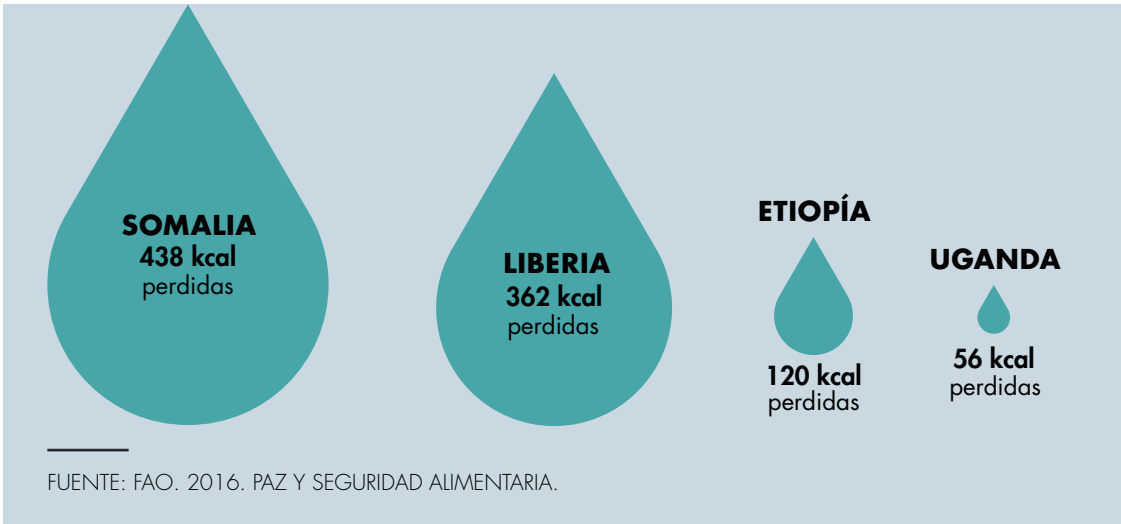 SOMALIA
438 kcal
perdidas
LIBERIA
362 kcal
perdidas
ETIOPÍA
120 kcal
perdidas
UGANDA
56 kcal
perdidas
FUENTE: FAO. 2016. PAZ Y SEGURIDAD ALIMENTARIA.